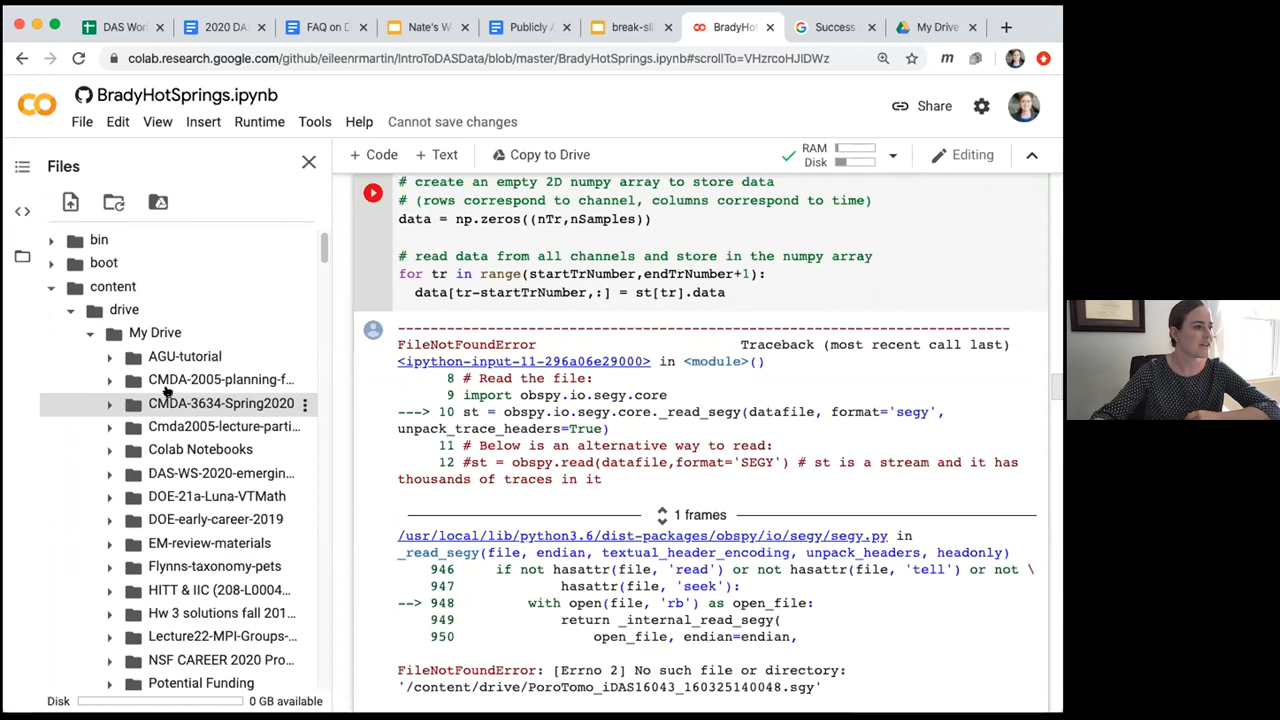 DAS Wor
2020 DA
FAQ on D
Nate's W
Publicly A
break-sli
BradyHot
Success
My Drive
colab.research.google.com/github/eileenrmartin/IntroToDASData/blob/master/BradyHotSprings.ipynb#scrollTo=VHzrcoHJIDWz
BradyHotSprings.ipynb
Share
File Edit View Insert Runtime Tools Help Cannot save changes
Files
+ Code + Text Copy to Drive
RAM
Disk
Editing
bin
boot
content
drive
My Drive
AGU-tutorial
CMDA-2005-planning-f...
CMDA-3634-Spring2020
Cmda2005-lecture-parti...
Colab Notebooks
DAS-WS-2020-emergin...
DOE-21a-Luna-VTMath
DOE-early-career-2019
EM-review-materials
Flynns-taxonomy-pets
HITT & IIC (208-L0004...
Hw 3 solutions fall 201...
Lecture22-MPI-Groups-...
NSF CAREER 2020 Pro...
Potential Funding
Disk 0 GB available
# create an empty 2D numpy array to store data
# (rows correspond to channel, columns correspond to time)
data = np.zeros((nTr,nSamples))
# read data from all channels and store in the numpy array
for tr in range(startTrNumber,endTrNumber+1):
data[tr-startTrNumber,:] = st[tr].data
---------------------------------------------------------------------------
FileNotFoundError Traceback (most recent call last)
<ipython-input-11-296a06e29000> in <module>()
8 # Read the file:
9 import obspy.io.segy.core
---> 10 st = obspy.io.segy.core._read_segy(datafile, format='segy',
unpack_trace_headers=True)
11 # Below is an alternative way to read:
12 #st = obspy.read(datafile,format='SEGY') # st is a stream and it has
thousands of traces in it
1 frames
/usr/local/lib/python3.6/dist-packages/obspy/io/segy/segy.py in
_read_segy(file, endian, textual_header_encoding, unpack_headers, headonly)
946 if not hasattr(file, 'read') or not hasattr(file, 'tell') or not \
947 hasattr(file, 'seek'):
--> 948 with open(file, 'rb') as open_file:
949 return _internal_read_segy(
950 open_file, endian=endian,
FileNotFoundError: [Errno 2] No such file or directory:
'/content/drive/PoroTomo_iDAS16043_160325140048.sgy'